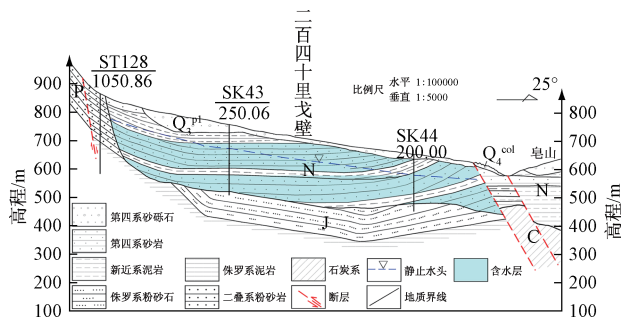 二百四十里戈壁
ST128
1050.86
SK43
250.06
SK44
200.00
比例尺 水平 1:100000
垂直 1:5000
25°
皂山
P
Q₃ᵖˡ
Q₄ᶜᵒˡ
N
N
J
C
高程/m
900
800
700
600
500
400
300
200
100
高程/m
800
700
600
500
400
300
200
100
第四系砂砾石
第四系砂岩
新近系泥岩
侏罗系泥岩
石炭系
静止水头
含水层
侏罗系粉砂石
二叠系粉砂岩
断层
地质界线